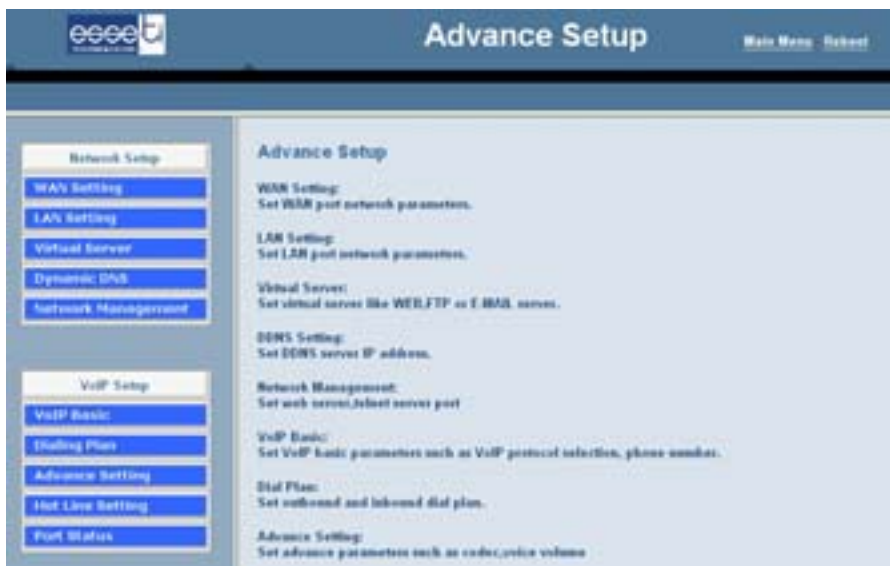 esseti
Advance Setup
Main Menu Reboot
Network Setup
WAN Setting
LAN Setting
Virtual Server
Dynamic DNS
Network Management
VoIP Setup
VoIP Basic
Dialing Plan
Advance Setting
Hot Line Setting
Port Status
Advance Setup
WAN Setting:
Set WAN port network parameters.
LAN Setting:
Set LAN port network parameters.
Virtual Server:
Set virtual server like WEB,FTP or E-MAIL server.
DDNS Setting:
Set DDNS server IP address.
Network Management:
Set web server,telnet server port
VoIP Basic:
Set VoIP basic parameters such as VoIP protocol selection, phone number.
Dial Plan:
Set outbound and inbound dial plan.
Advance Setting:
Set advance parameters such as codec,voice volume